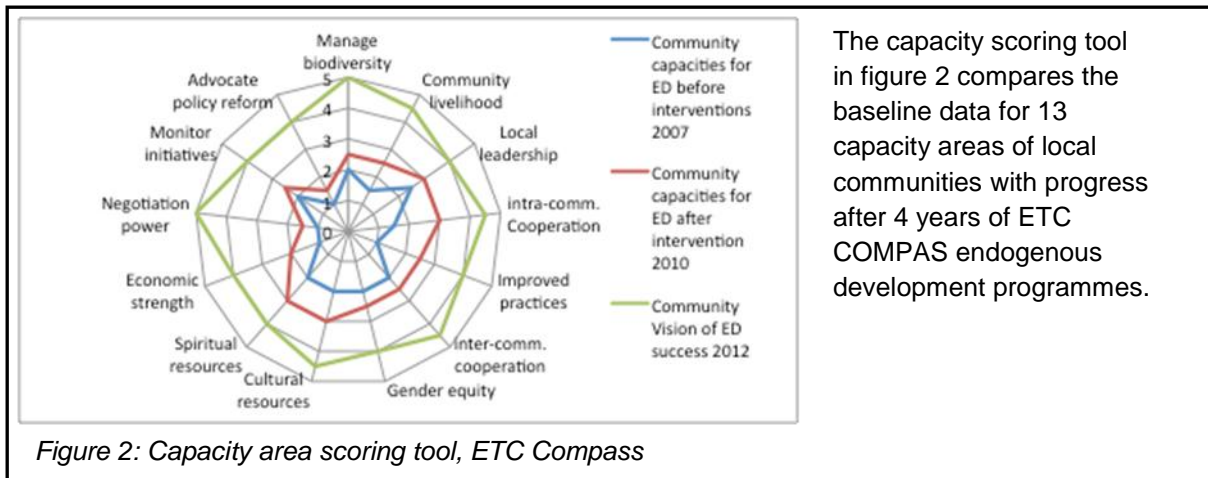 Manage
biodiversity
Community
livelihood
Local
leadership
intra-comm.
Cooperation
Improved
practices
inter-comm.
cooperation
Gender equity
Cultural
resources
Spiritual
resources
Economic
strength
Negotiation
power
Monitor
initiatives
Advocate
policy reform
5
4
3
2
1
0
Community
capacities for
ED before
interventions
2007
Community
capacities for
ED after
intervention
2010
Community
Vision of ED
success 2012
The capacity scoring tool
in figure 2 compares the
baseline data for 13
capacity areas of local
communities with progress
after 4 years of ETC
COMPAS endogenous
development programmes.
Figure 2: Capacity area scoring tool, ETC Compass